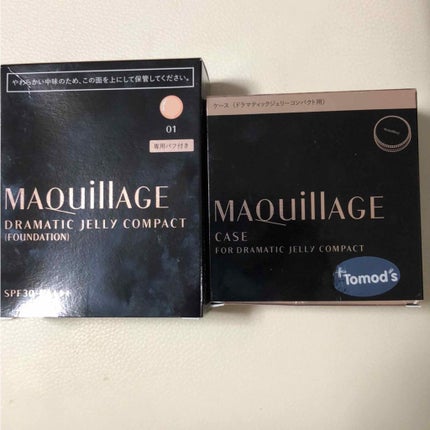 やわらかい中味のため、この面を上にして保管してください。
01
専用パフ付き
MAQuillAGE
DRAMATIC JELLY COMPACT
(FOUNDATION)
SPF30
ケース〈ドラマティックジェリーコンパクト用〉
MAQuillAGE
CASE
FOR DRAMATIC JELLY COMPACT
Tomod's